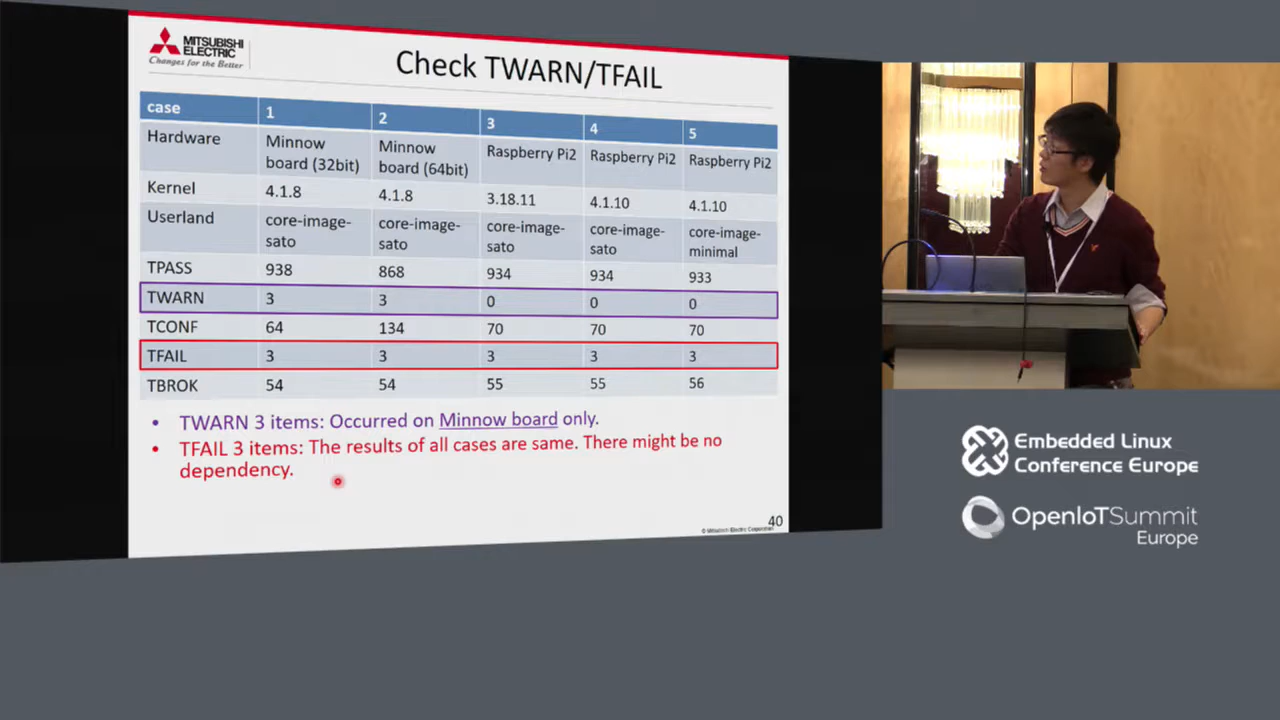 MITSUBISHI
ELECTRIC
Changes for the Better
Check TWARN/TFAIL
case 1 2 3 4 5
Hardware Minnow board (32bit) Minnow board (64bit) Raspberry Pi2 Raspberry Pi2 Raspberry Pi2
Kernel 4.1.8 4.1.8 3.18.11 4.1.10 4.1.10
Userland core-image-sato core-image-sato core-image-sato core-image-sato core-image-minimal
TPASS 938 868 934 934 933
TWARN 3 3 0 0 0
TCONF 64 134 70 70 70
TFAIL 3 3 3 3 3
TBROK 54 54 55 55 56
• TWARN 3 items: Occurred on Minnow board only.
• TFAIL 3 items: The results of all cases are same. There might be no
dependency.
40
© Mitsubishi Electric Corporation
Embedded Linux
Conference Europe
OpenIoTSummit
Europe